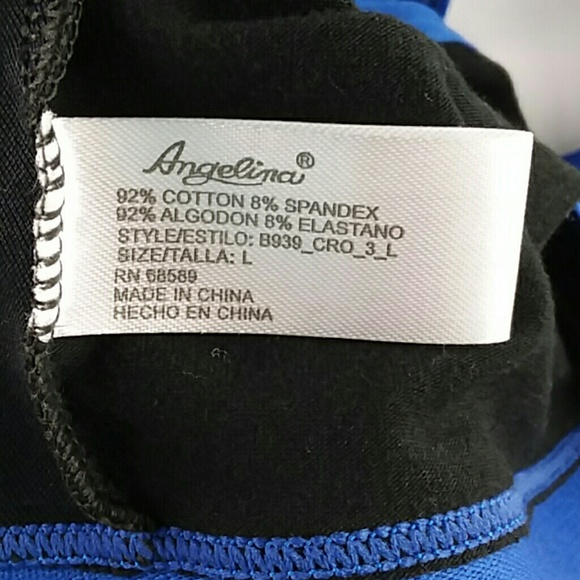 Angelina®
92% COTTON 8% SPANDEX
92% ALGODON 8% ELASTANO
STYLE/ESTILO: B939_CRO_3_L
SIZE/TALLA: L
RN 68589
MADE IN CHINA
HECHO EN CHINA